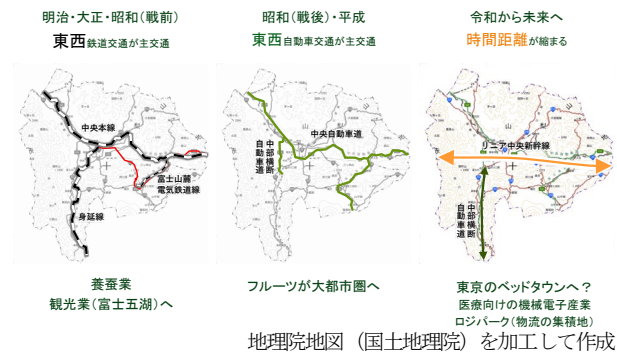 明治・大正・昭和（戦前）
東西鉄道交通が主交通
中央本線
富士山麓
電気鉄道線
身延線
養蚕業
観光業（富士五湖）へ
昭和（戦後）・平成
東西自動車交通が主交通
中央自動車道
中部横断
自動車道
フルーツが大都市圏へ
令和から未来へ
時間距離が縮まる
リニア中央新幹線
中部横断
自動車道
東京のベッドタウンへ？
医療向けの機械電子産業
ロジパーク（物流の集積地）
地理院地図（国土地理院）を加工して作成